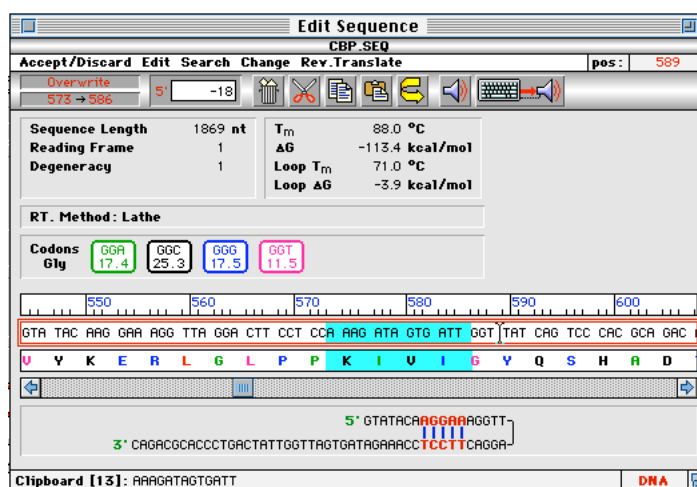 Edit Sequence
CBP.SEQ
Accept/Discard Edit Search Change Rev.Translate pos: 589
Overwrite
573→586
5' -18
Sequence Length 1869 nt
Reading Frame 1
Degeneracy 1
Tm 88.0 °C
ΔG -113.4 kcal/mol
Loop Tm 71.0 °C
Loop ΔG -3.9 kcal/mol
RT. Method: Lathe
Codons
Gly
GGA
17.4
GGC
25.3
GGG
17.5
GGT
11.5
550 560 570 580 590 600
GTA TAC AAG GAA AGG TTA GGA CTT CCT CCA AAG ATA GTG ATT GGT TAT CAG TCC CAC GCA GAC
V Y K E R L G L P P K I V I G Y Q S H A D
5' GTATACAAGGAAAGGTT
3' CAGACGCACCCTGACTATTGGTTAGTGATAGAAACCTCCTTCAGGA
Clipboard [13]: AAAGATAGTGATT
DNA